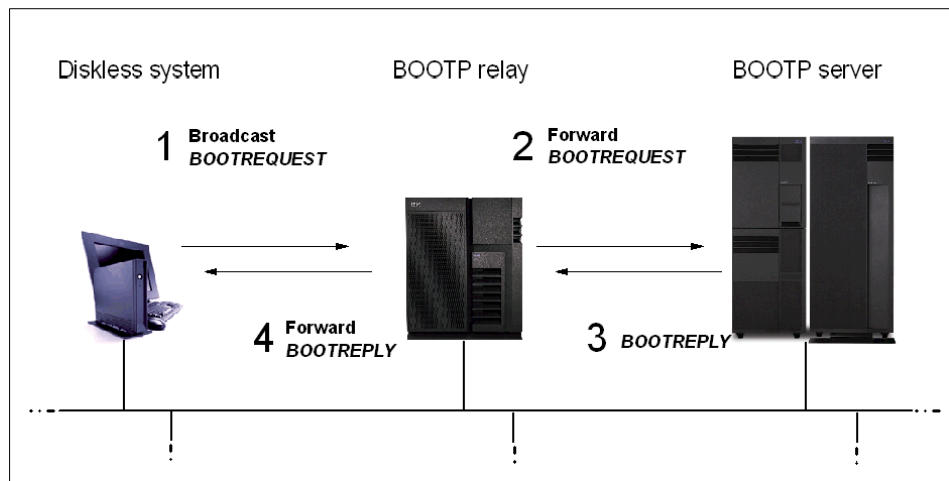 Diskless system
BOOTP relay
BOOTP server
1 Broadcast
BOOTREQUEST
2 Forward
BOOTREQUEST
4 Forward
BOOTREPLY
3 BOOTREPLY